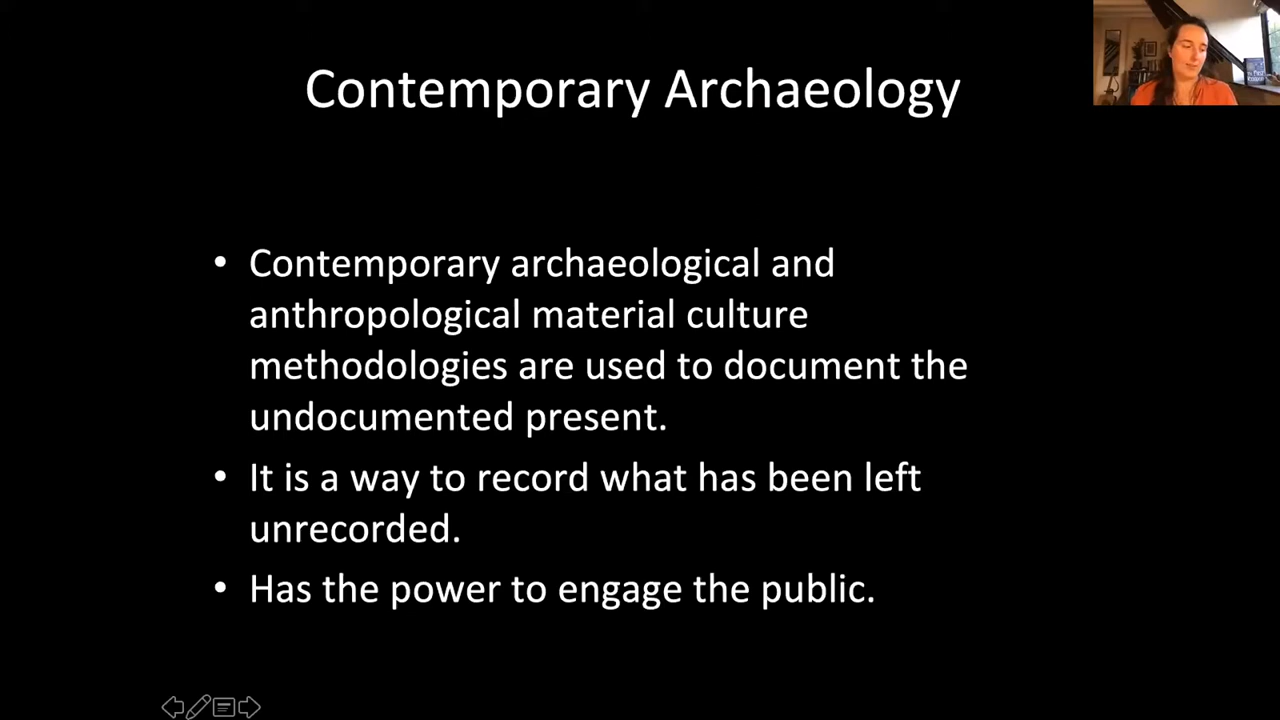 Contemporary Archaeology
• Contemporary archaeological and
anthropological material culture
methodologies are used to document the
undocumented present.
• It is a way to record what has been left
unrecorded.
• Has the power to engage the public.